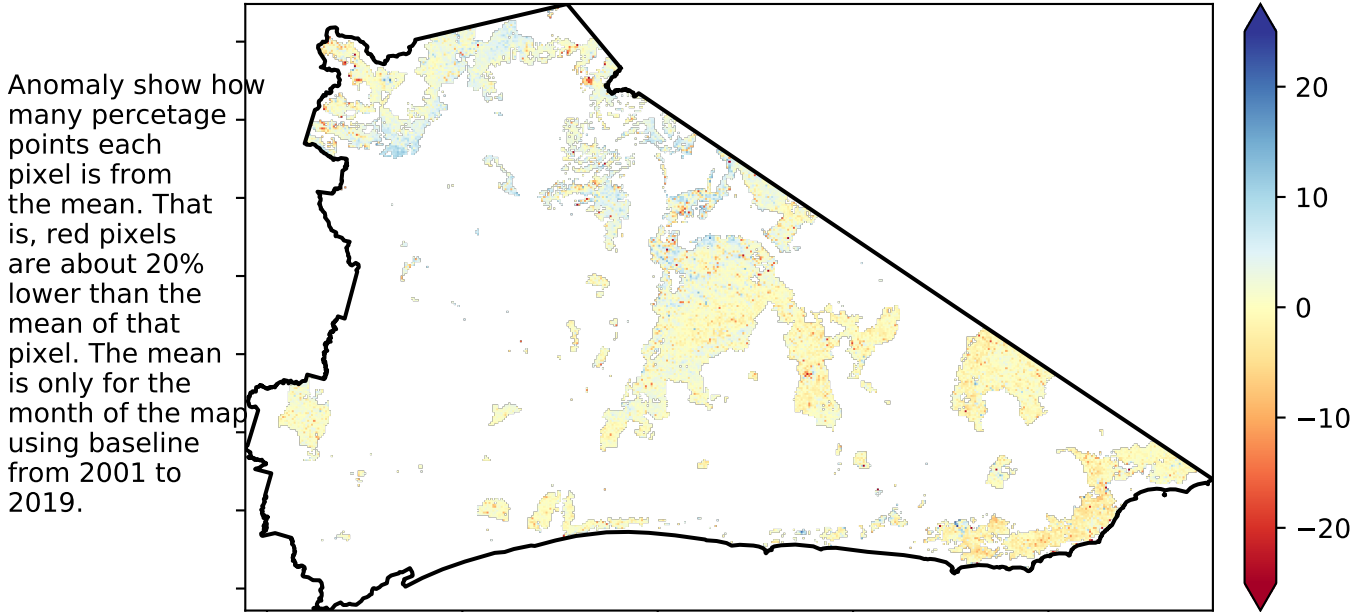 Anomaly show how
many percetage
points each
pixel is from
the mean. That
is, red pixels
are about 20%
lower than the
mean of that
pixel. The mean
is only for the
month of the map
using baseline
from 2001 to
2019.
20
10
0
−10
−20